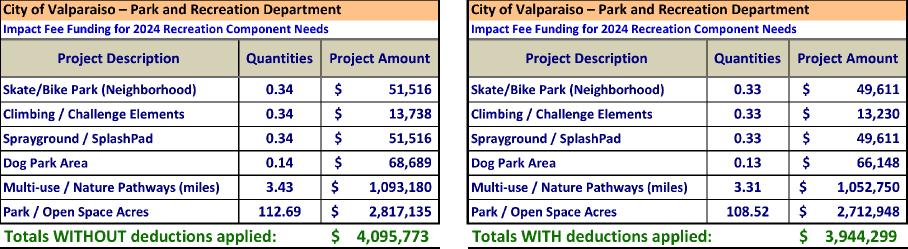 City of Valparaiso – Park and Recreation Department
Impact Fee Funding for 2024 Recreation Component Needs
Project Description Quantities Project Amount
Skate/Bike Park (Neighborhood) 0.34 $ 51,516
Climbing / Challenge Elements 0.34 $ 13,738
Sprayground / SplashPad 0.34 $ 51,516
Dog Park Area 0.14 $ 68,689
Multi-use / Nature Pathways (miles) 3.43 $ 1,093,180
Park / Open Space Acres 112.69 $ 2,817,135
Totals WITHOUT deductions applied: $ 4,095,773
City of Valparaiso – Park and Recreation Department
Impact Fee Funding for 2024 Recreation Component Needs
Project Description Quantities Project Amount
Skate/Bike Park (Neighborhood) 0.33 $ 49,611
Climbing / Challenge Elements 0.33 $ 13,230
Sprayground / SplashPad 0.33 $ 49,611
Dog Park Area 0.13 $ 66,148
Multi-use / Nature Pathways (miles) 3.31 $ 1,052,750
Park / Open Space Acres 108.52 $ 2,712,948
Totals WITH deductions applied: $ 3,944,299